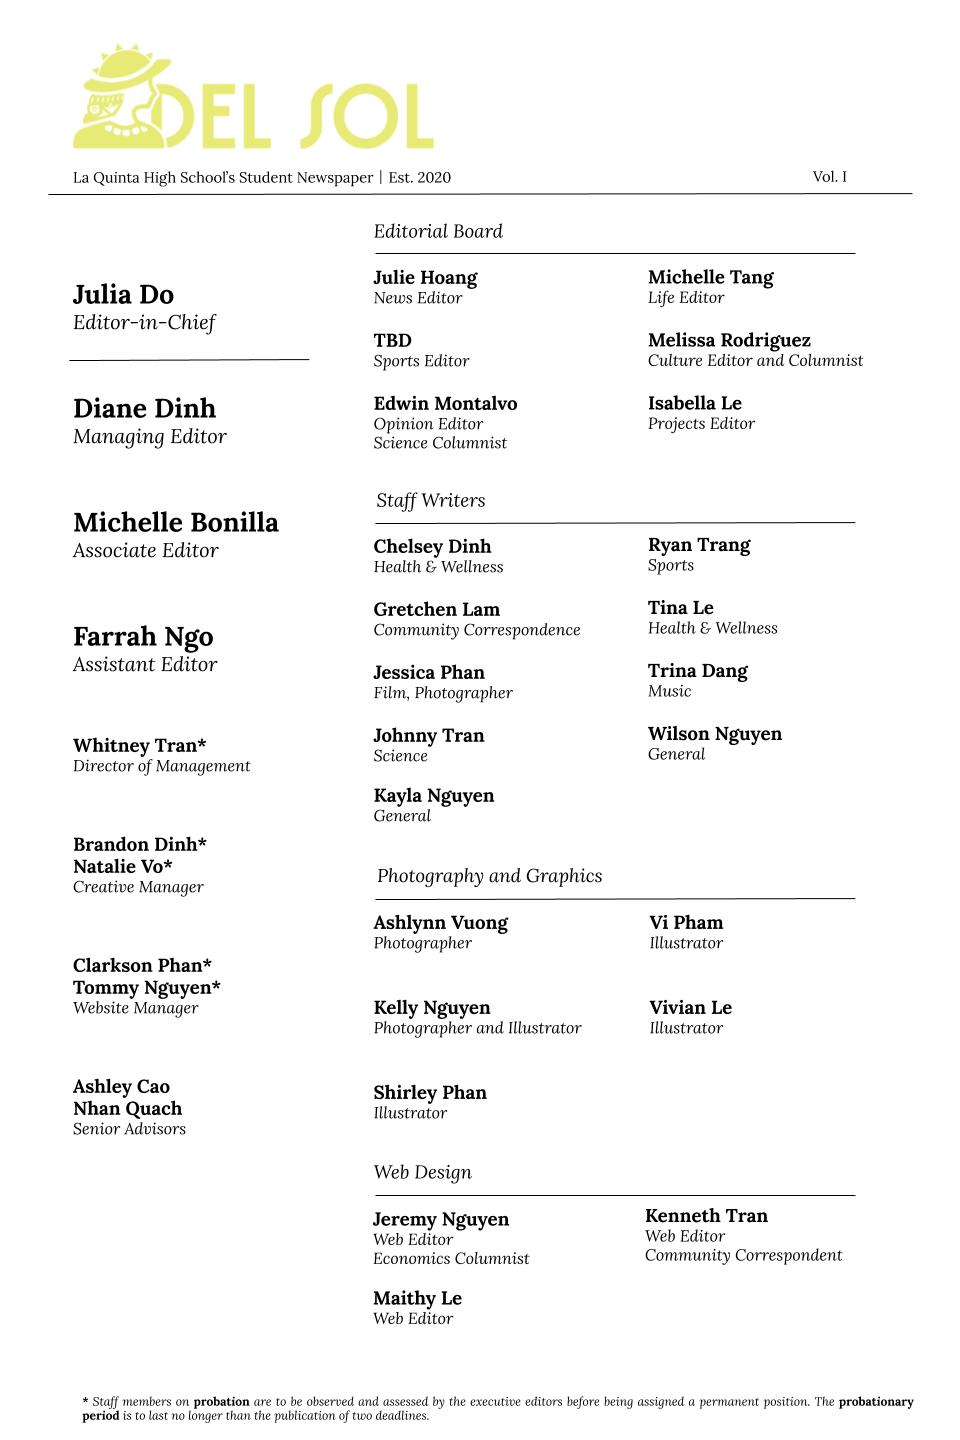 DEL SOL
La Quinta High School's Student Newspaper | Est. 2020
Vol. I
Julia Do
Editor-in-Chief
Diane Dinh
Managing Editor
Michelle Bonilla
Associate Editor
Farrah Ngo
Assistant Editor
Whitney Tran*
Director of Management
Brandon Dinh*
Natalie Vo*
Creative Manager
Clarkson Phan*
Tommy Nguyen*
Website Manager
Ashley Cao
Nhan Quach
Senior Advisors
Editorial Board
Julie Hoang
News Editor
TBD
Sports Editor
Edwin Montalvo
Opinion Editor
Science Columnist
Michelle Tang
Life Editor
Melissa Rodriguez
Culture Editor and Columnist
Isabella Le
Projects Editor
Staff Writers
Chelsey Dinh
Health & Wellness
Gretchen Lam
Community Correspondence
Jessica Phan
Film, Photographer
Johnny Tran
Science
Kayla Nguyen
General
Ryan Trang
Sports
Tina Le
Health & Wellness
Trina Dang
Music
Wilson Nguyen
General
Photography and Graphics
Ashlynn Vuong
Photographer
Kelly Nguyen
Photographer and Illustrator
Shirley Phan
Illustrator
Vi Pham
Illustrator
Vivian Le
Illustrator
Web Design
Jeremy Nguyen
Web Editor
Economics Columnist
Maithy Le
Web Editor
Kenneth Tran
Web Editor
Community Correspondent
* Staff members on probation are to be observed and assessed by the executive editors before being assigned a permanent position. The probationary
period is to last no longer than the publication of two deadlines.